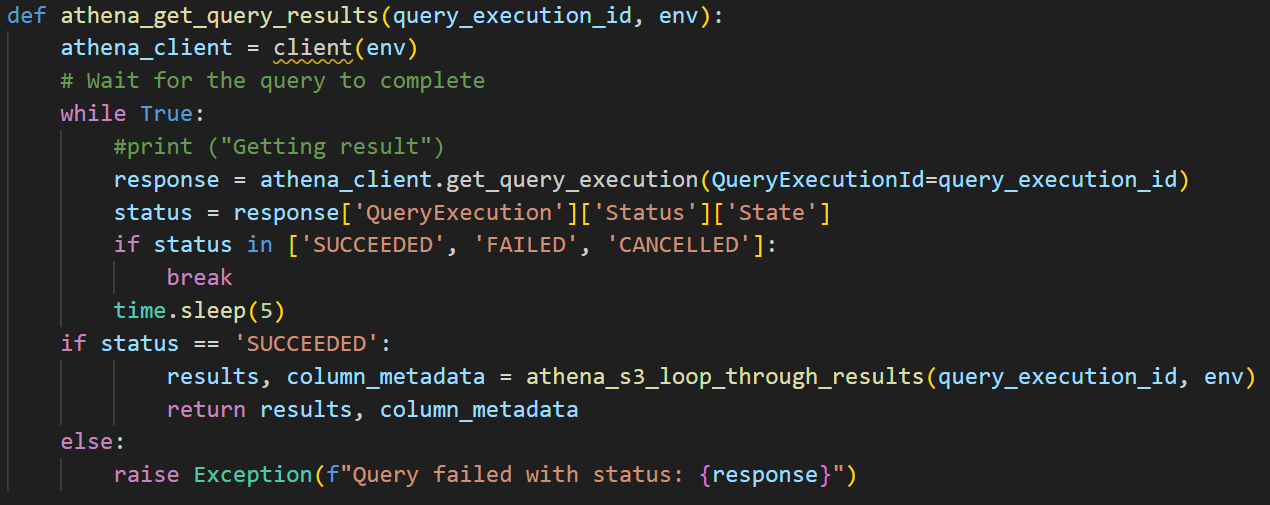 def athena_get_query_results(query_execution_id, env):
    athena_client = client(env)
    # Wait for the query to complete
    while True:
        #print ("Getting result")
        response = athena_client.get_query_execution(QueryExecutionId=query_execution_id)
        status = response['QueryExecution']['Status']['State']
        if status in ['SUCCEEDED', 'FAILED', 'CANCELLED']:
            break
        time.sleep(5)
    if status == 'SUCCEEDED':
            results, column_metadata = athena_s3_loop_through_results(query_execution_id, env)
            return results, column_metadata
    else:
        raise Exception(f"Query failed with status: {response}")